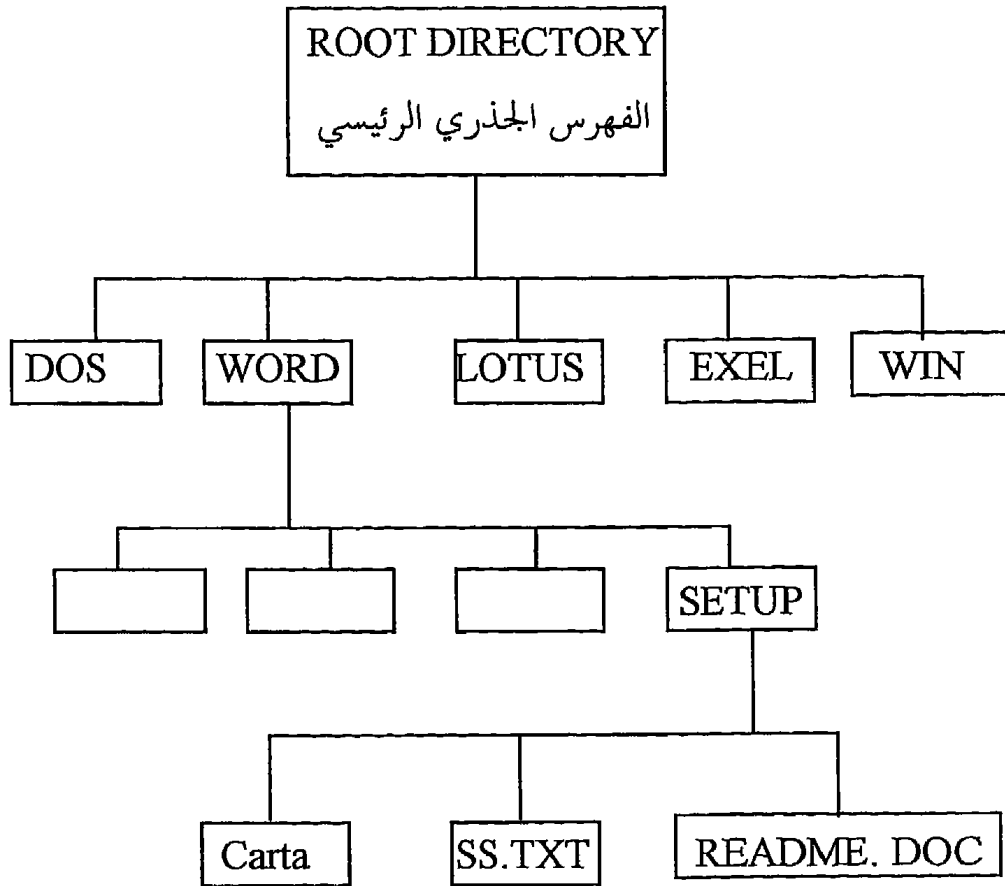 ROOT DIRECTORY
الفهرس الجذري الرئيسي
DOS
WORD
LOTUS
EXEL
WIN
SETUP
Carta
SS.TXT
README. DOC